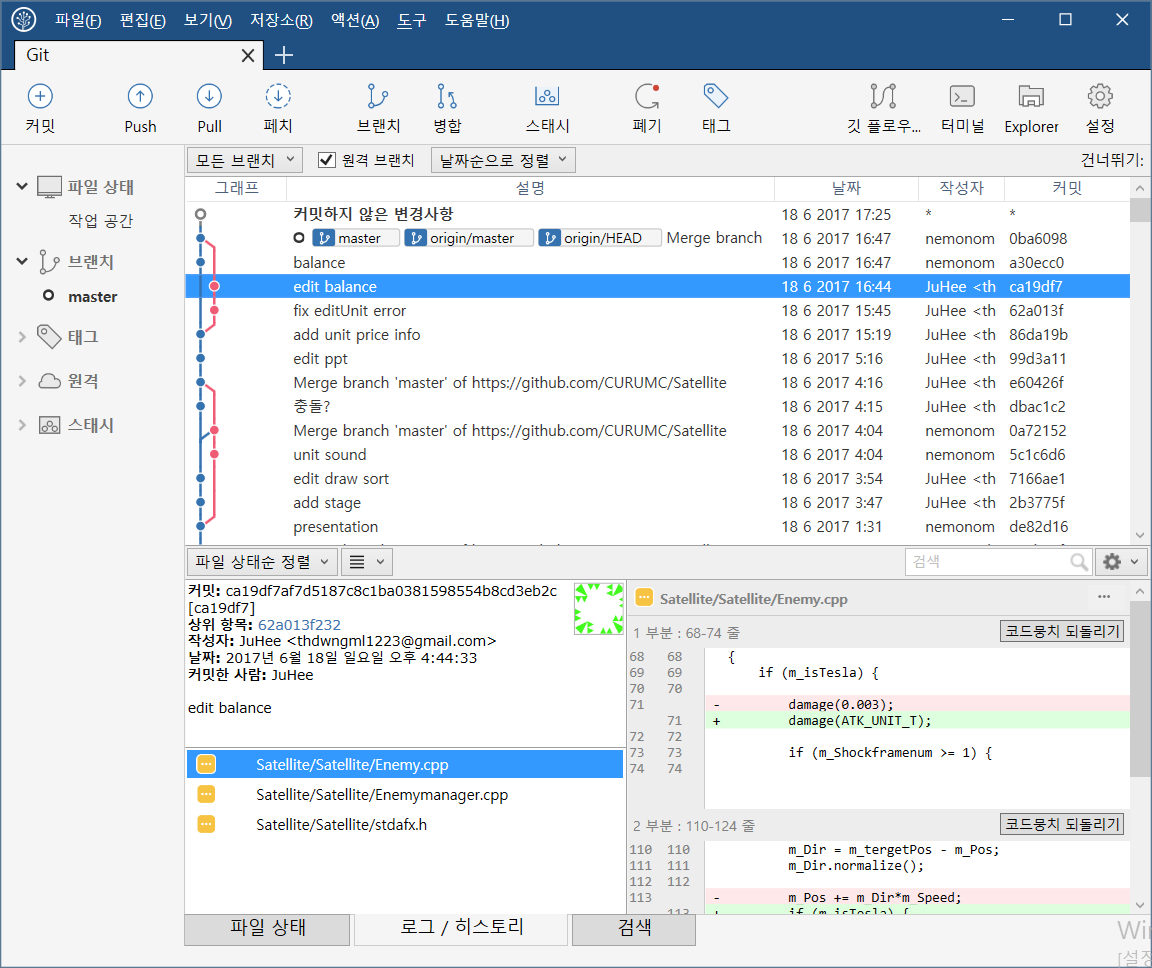 파일(F) 편집(E) 보기(V) 저장소(R) 액션(A) 도구 도움말(H)
Git
커밋 Push Pull 페치 브랜치 병합 스태시 폐기 태그 깃 플로우... 터미널 Explorer 설정
모든 브랜치 원격 브랜치 날짜순으로 정렬 건너뛰기:
파일 상태
작업 공간
브랜치
master
태그
원격
스태시
그래프 설명 날짜 작성자 커밋
커밋하지 않은 변경사항 18 6 2017 17:25 * *
master origin/master origin/HEAD Merge branch 18 6 2017 16:47 nemonom 0ba6098
balance 18 6 2017 16:47 nemonom a30ecc0
edit balance 18 6 2017 16:44 JuHee <th ca19df7
fix editUnit error 18 6 2017 15:45 JuHee <th 62a013f
add unit price info 18 6 2017 15:19 JuHee <th 86da19b
edit ppt 18 6 2017 5:16 JuHee <th 99d3a11
Merge branch 'master' of https://github.com/CURUMC/Satellite 18 6 2017 4:16 JuHee <th e60426f
충돌? 18 6 2017 4:15 JuHee <th dbac1c2
Merge branch 'master' of https://github.com/CURUMC/Satellite 18 6 2017 4:04 nemonom 0a72152
unit sound 18 6 2017 4:04 nemonom 5c1c6d6
edit draw sort 18 6 2017 3:54 JuHee <th 7166ae1
add stage 18 6 2017 3:47 JuHee <th 2b3775f
presentation 18 6 2017 1:31 nemonom de82d16
파일 상태순 정렬 검색
커밋: ca19df7af7d5187c8c1ba0381598554b8cd3eb2c
[ca19df7]
상위 항목: 62a013f232
작성자: JuHee <thdwngml1223@gmail.com>
날짜: 2017년 6월 18일 일요일 오후 4:44:33
커밋한 사람: JuHee
edit balance
Satellite/Satellite/Enemy.cpp
Satellite/Satellite/Enemymanager.cpp
Satellite/Satellite/stdafx.h
Satellite/Satellite/Enemy.cpp
1 부분 : 68-74 줄 코드뭉치 되돌리기
68 68 {
69 69 if (m_isTesla) {
70 70
71 - damage(0.003);
71 + damage(ATK_UNIT_T);
72 72
73 73 if (m_Shockframenum >= 1) {
74 74
2 부분 : 110-124 줄 코드뭉치 되돌리기
110 110 m_Dir = m_tergetPos - m_Pos;
111 111 m_Dir.normalize();
112 112
113 - m_Pos += m_Dir*m_Speed;
113 + if (m_isTesla) {
파일 상태 로그 / 히스토리 검색